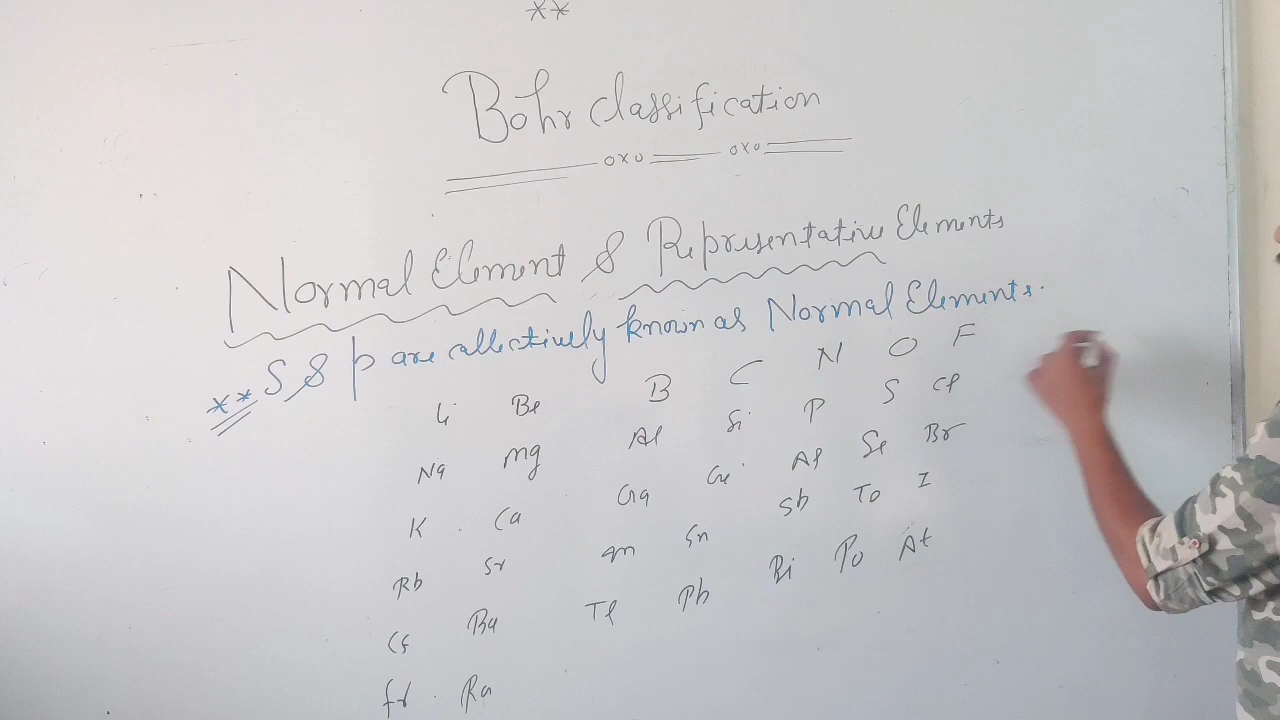 **
Bohr classification
oxo oxo
Normal Element & Representative Elements
** S & p are collectively known as Normal Elements.
Li Be B C N O F
Na Mg Al Si P S Cl
K Ca Ga Ge As Se Br
Rb Sr In Sn Sb To I
Cs Ba Tl Pb Bi Po At
fr Ra